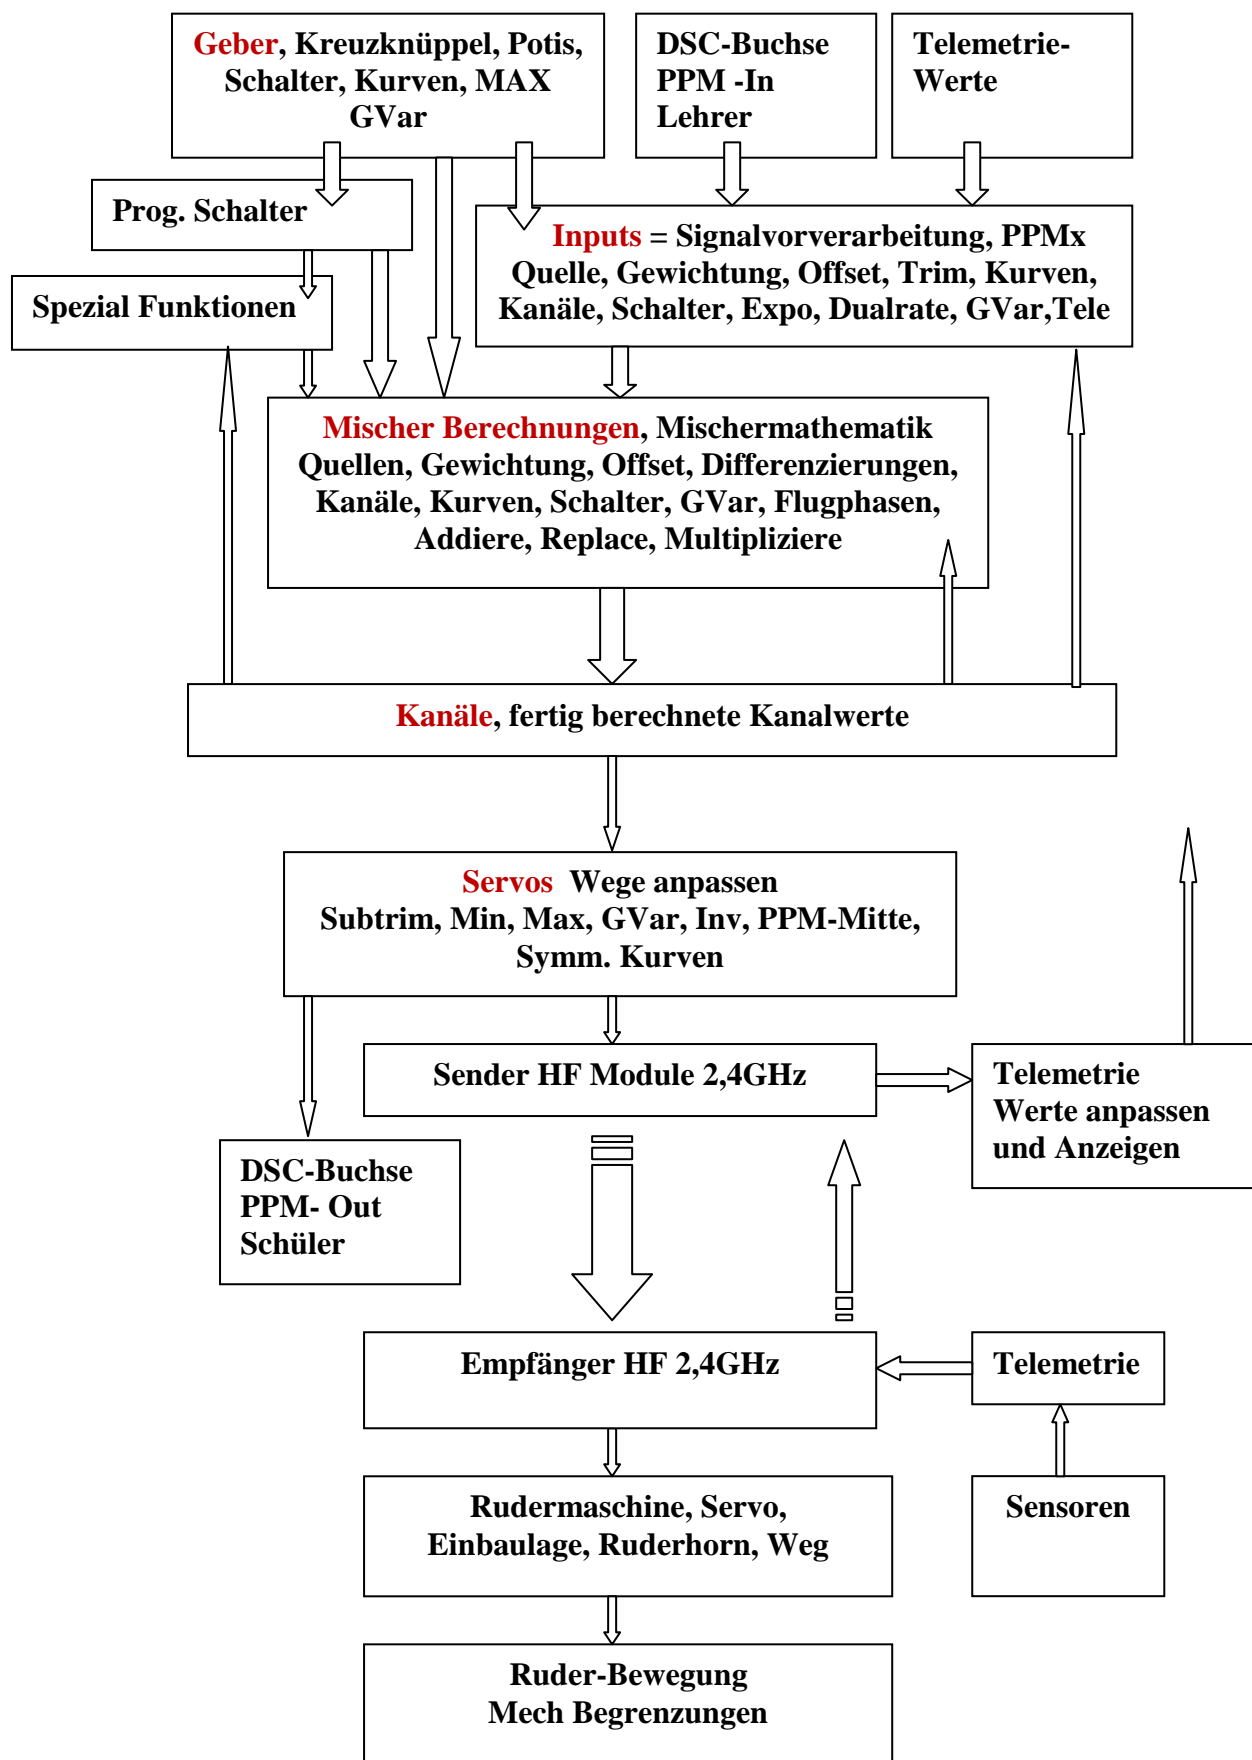 Geber, Kreuzknüppel, Potis,
Schalter, Kurven, MAX
GVar
DSC-Buchse
PPM -In
Lehrer
Telemetrie-
Werte
Prog. Schalter
Inputs = Signalvorverarbeitung, PPMx
Quelle, Gewichtung, Offset, Trim, Kurven,
Kanäle, Schalter, Expo, Dualrate, GVar,Tele
Spezial Funktionen
Mischer Berechnungen, Mischermathematik
Quellen, Gewichtung, Offset, Differenzierungen,
Kanäle, Kurven, Schalter, GVar, Flugphasen,
Addiere, Replace, Multipliziere
Kanäle, fertig berechnete Kanalwerte
Servos Wege anpassen
Subtrim, Min, Max, GVar, Inv, PPM-Mitte,
Symm. Kurven
Sender HF Module 2,4GHz
Telemetrie
Werte anpassen
und Anzeigen
DSC-Buchse
PPM- Out
Schüler
Empfänger HF 2,4GHz
Telemetrie
Rudermaschine, Servo,
Einbaulage, Ruderhorn, Weg
Sensoren
Ruder-Bewegung
Mech Begrenzungen